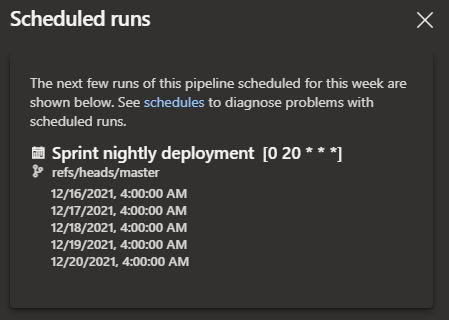 Scheduled runs
The next few runs of this pipeline scheduled for this week are
shown below. See schedules to diagnose problems with
scheduled runs.
Sprint nightly deployment [0 20 * * *]
refs/heads/master
12/16/2021, 4:00:00 AM
12/17/2021, 4:00:00 AM
12/18/2021, 4:00:00 AM
12/19/2021, 4:00:00 AM
12/20/2021, 4:00:00 AM